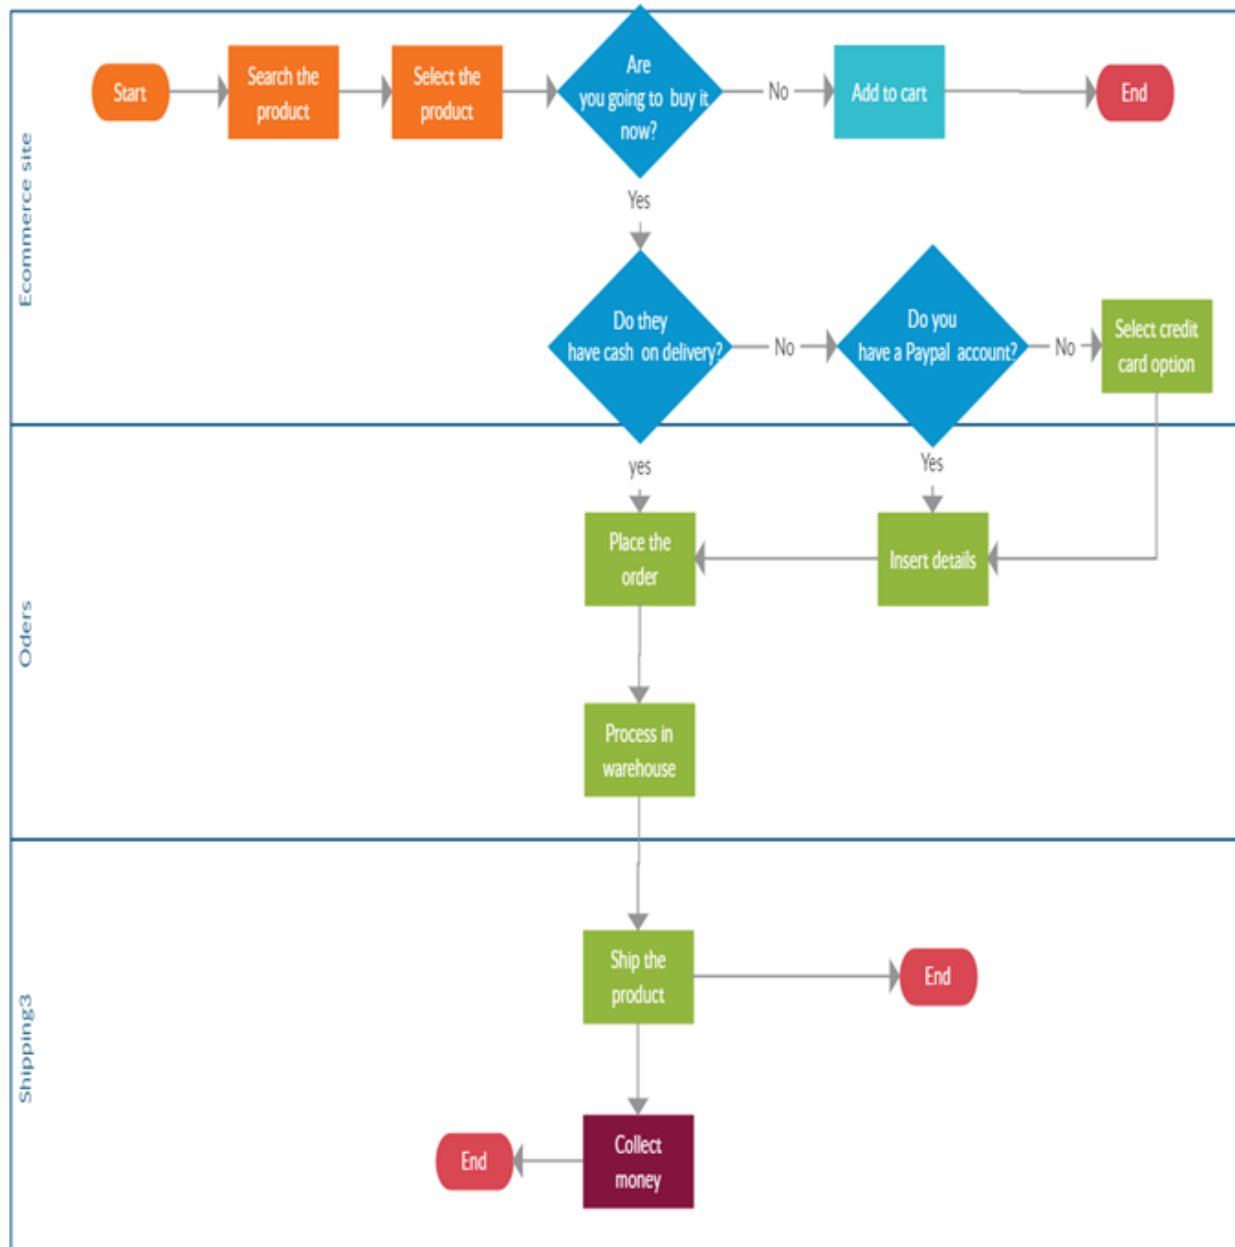 Ecommerce site
Start
Search the
product
Select the
product
Are
you going to buy it
now?
No
Add to cart
End
Yes
Do they
have cash on delivery?
No
Do you
have a Paypal account?
No
Select credit
card option
Oders
yes
Yes
Place the
order
Insert details
Process in
warehouse
Shipping3
Ship the
product
End
Collect
money
End